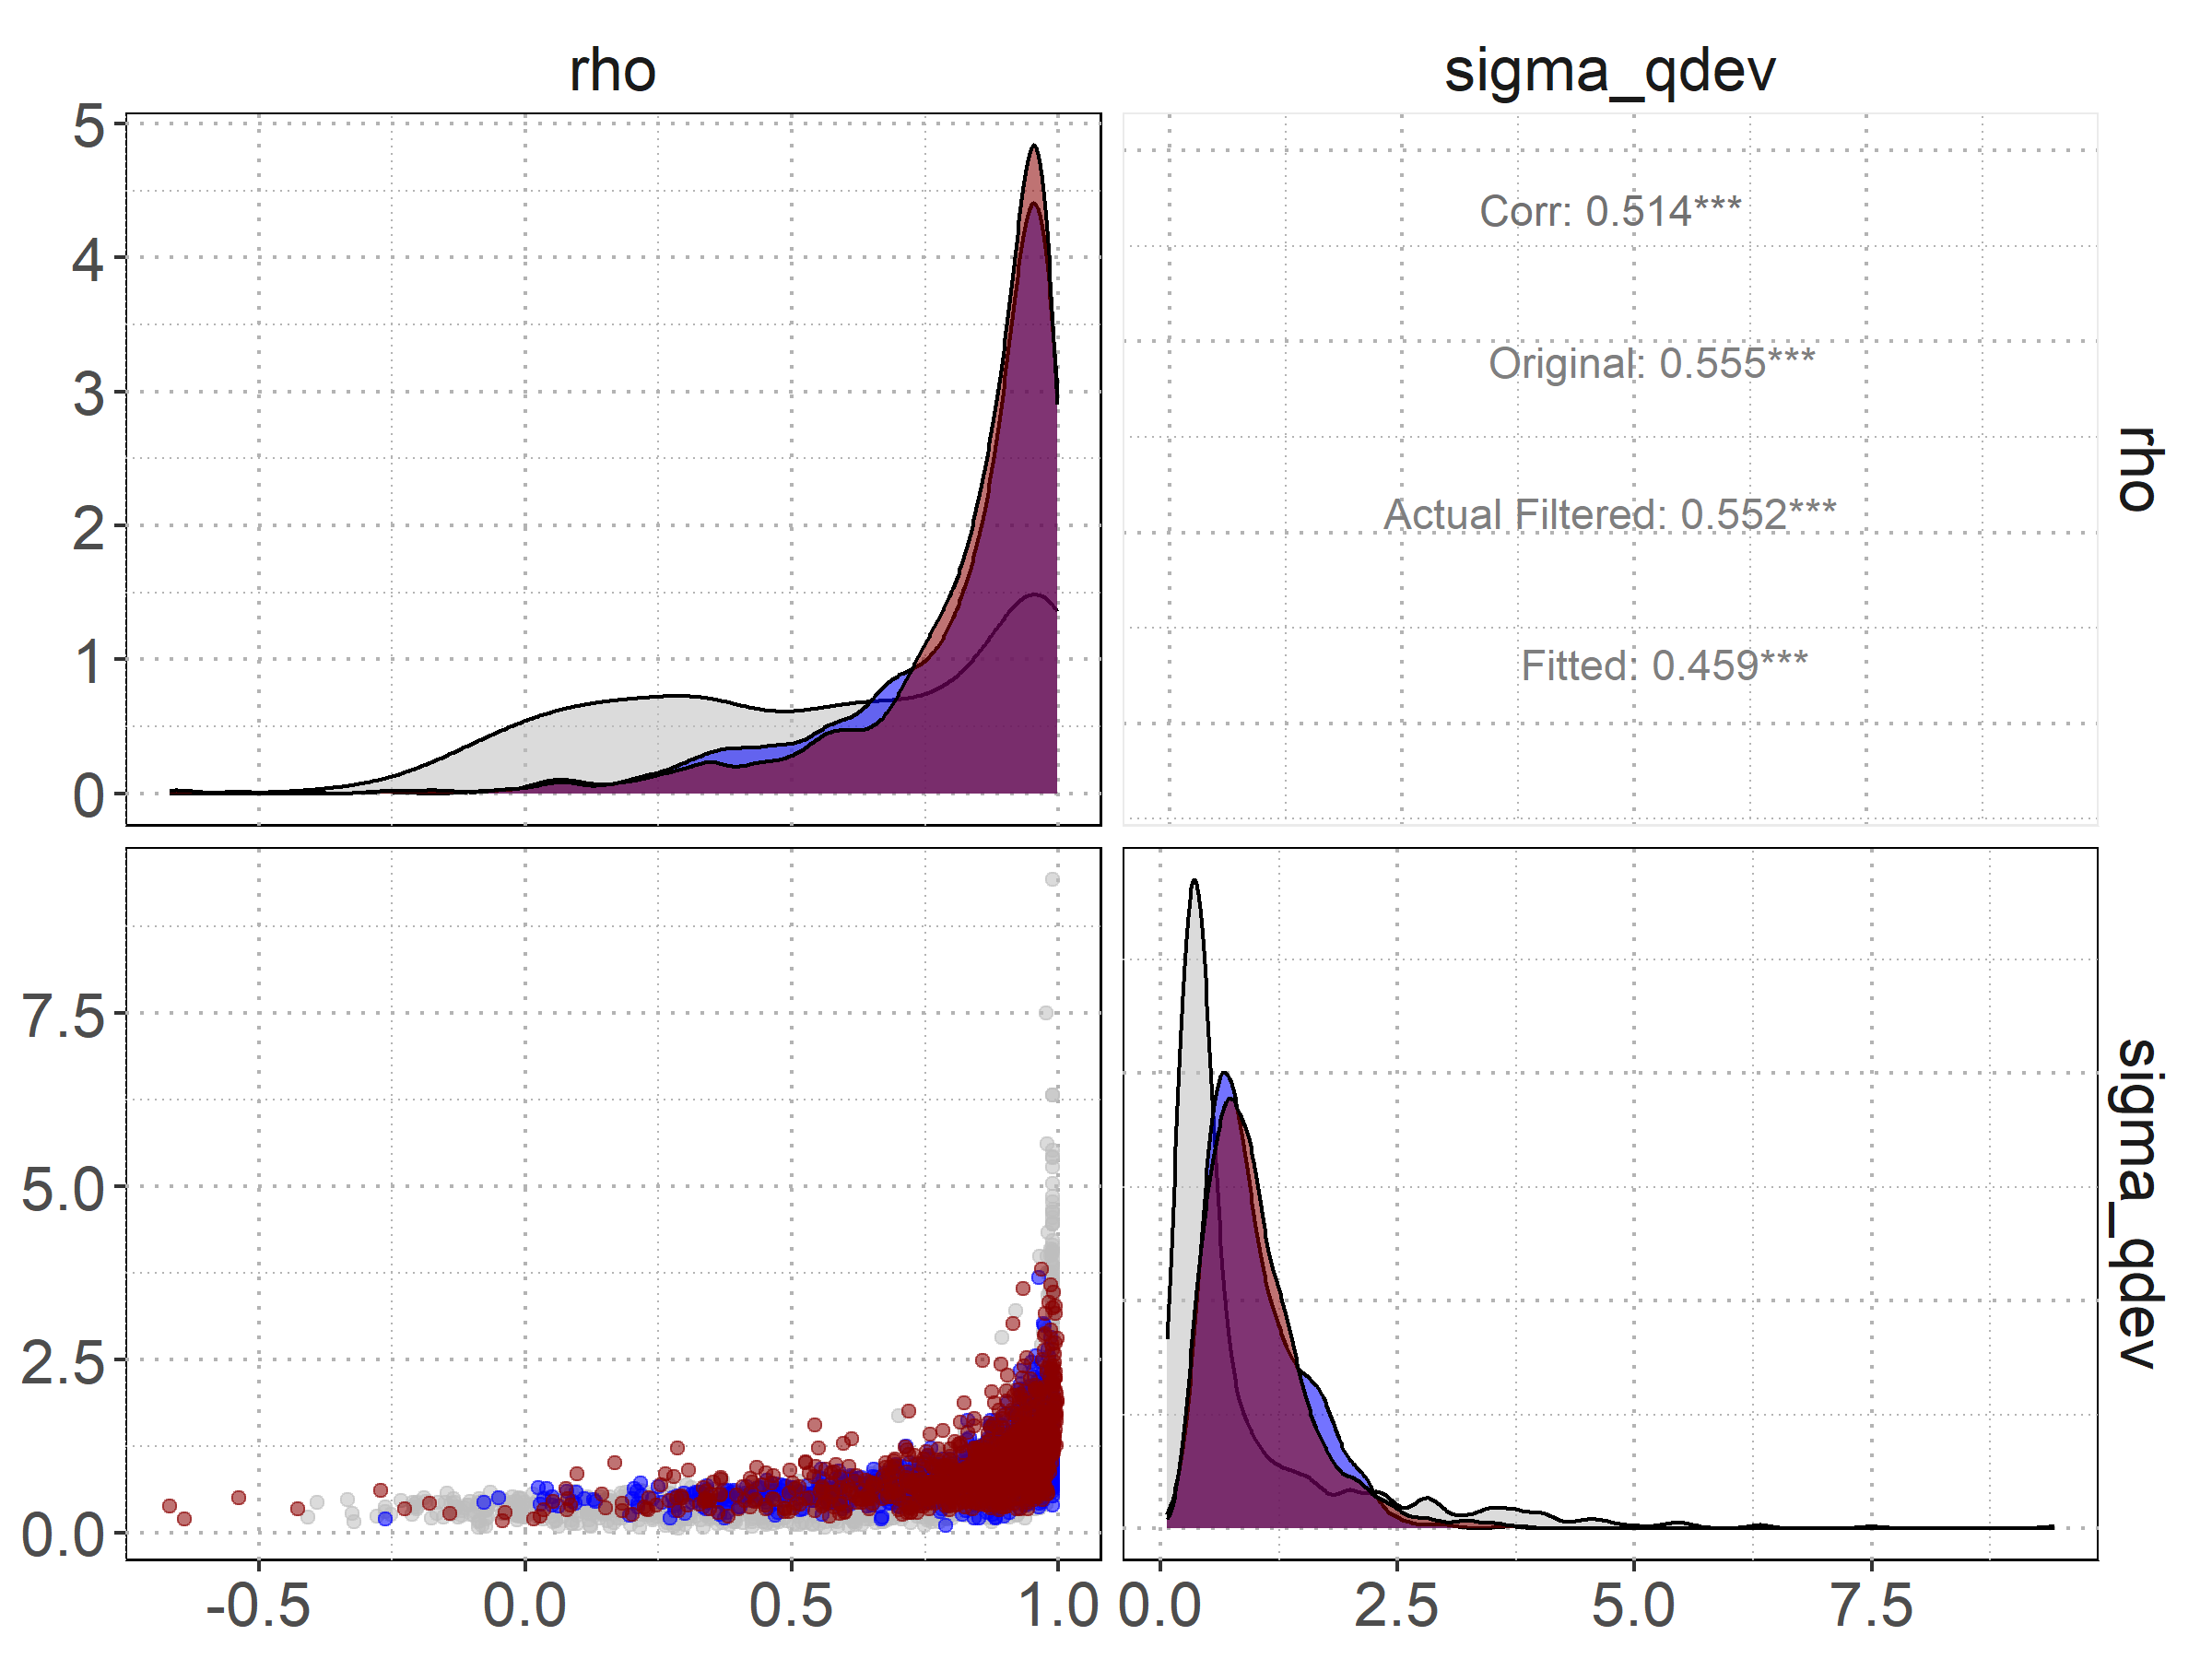 rho
sigma_qdev
5
4
3
2
1
0
Corr: 0.514***
Original: 0.555***
Actual Filtered: 0.552***
Fitted: 0.459***
rho
7.5
5.0
2.5
0.0
sigma_qdev
-0.5 0.0 0.5 1.0
0.0 2.5 5.0 7.5